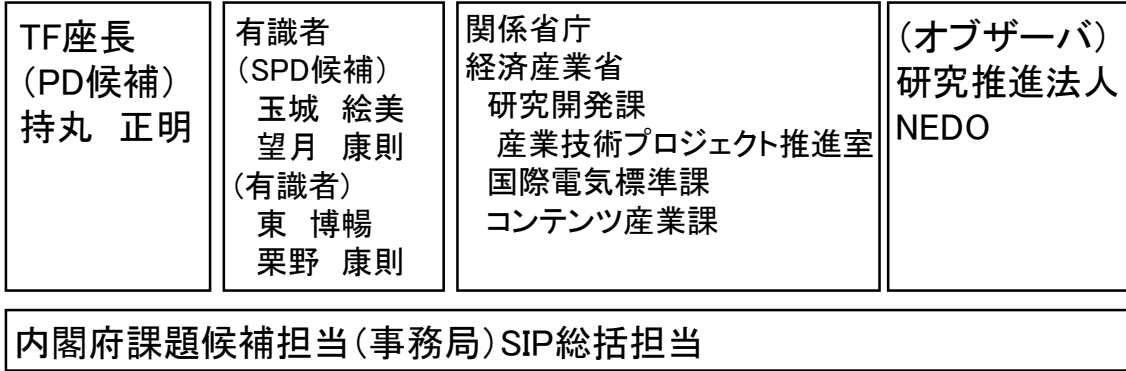 TF座長
(PD候補)
持丸　正明
有識者
(SPD候補)
玉城　絵美
望月　康則
(有識者)
東　博暢
栗野　康則
関係省庁
経済産業省
研究開発課
産業技術プロジェクト推進室
国際電気標準課
コンテンツ産業課
(オブザーバ)
研究推進法人
NEDO
内閣府課題候補担当(事務局)SIP総括担当